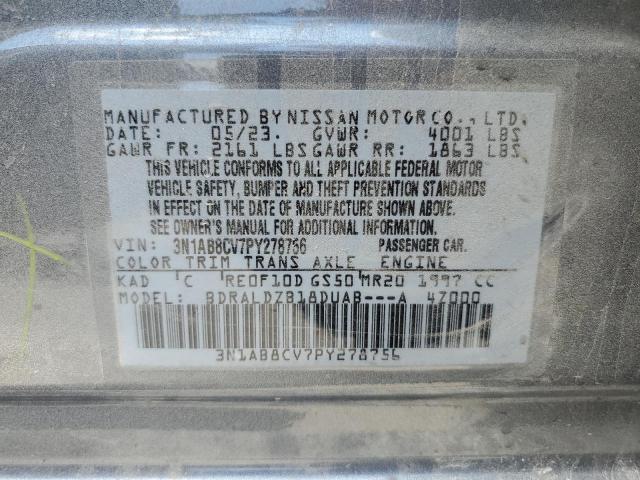 MANUFACTURED BY NISSAN MOTOR CO., LTD.
DATE: 05/23. GVWR: 4001 LBS
GAWR FR: 2161 LBS GAWR RR: 1863 LBS
THIS VEHICLE CONFORMS TO ALL APPLICABLE FEDERAL MOTOR
VEHICLE SAFETY, BUMPER AND THEFT PREVENTION STANDARDS
IN EFFECT ON THE DATE OF MANUFACTURE SHOWN ABOVE.
SEE OWNER'S MANUAL FOR ADDITIONAL INFORMATION.
VIN: 3N1AB8CV7PY278756 PASSENGER CAR.
COLOR TRIM TRANS AXLE ENGINE
KAD C RE0F10D GS50 MR20 1997 CC
MODEL: BDRALDZB18DUAB---A 47000
3N1AB8CV7PY278756